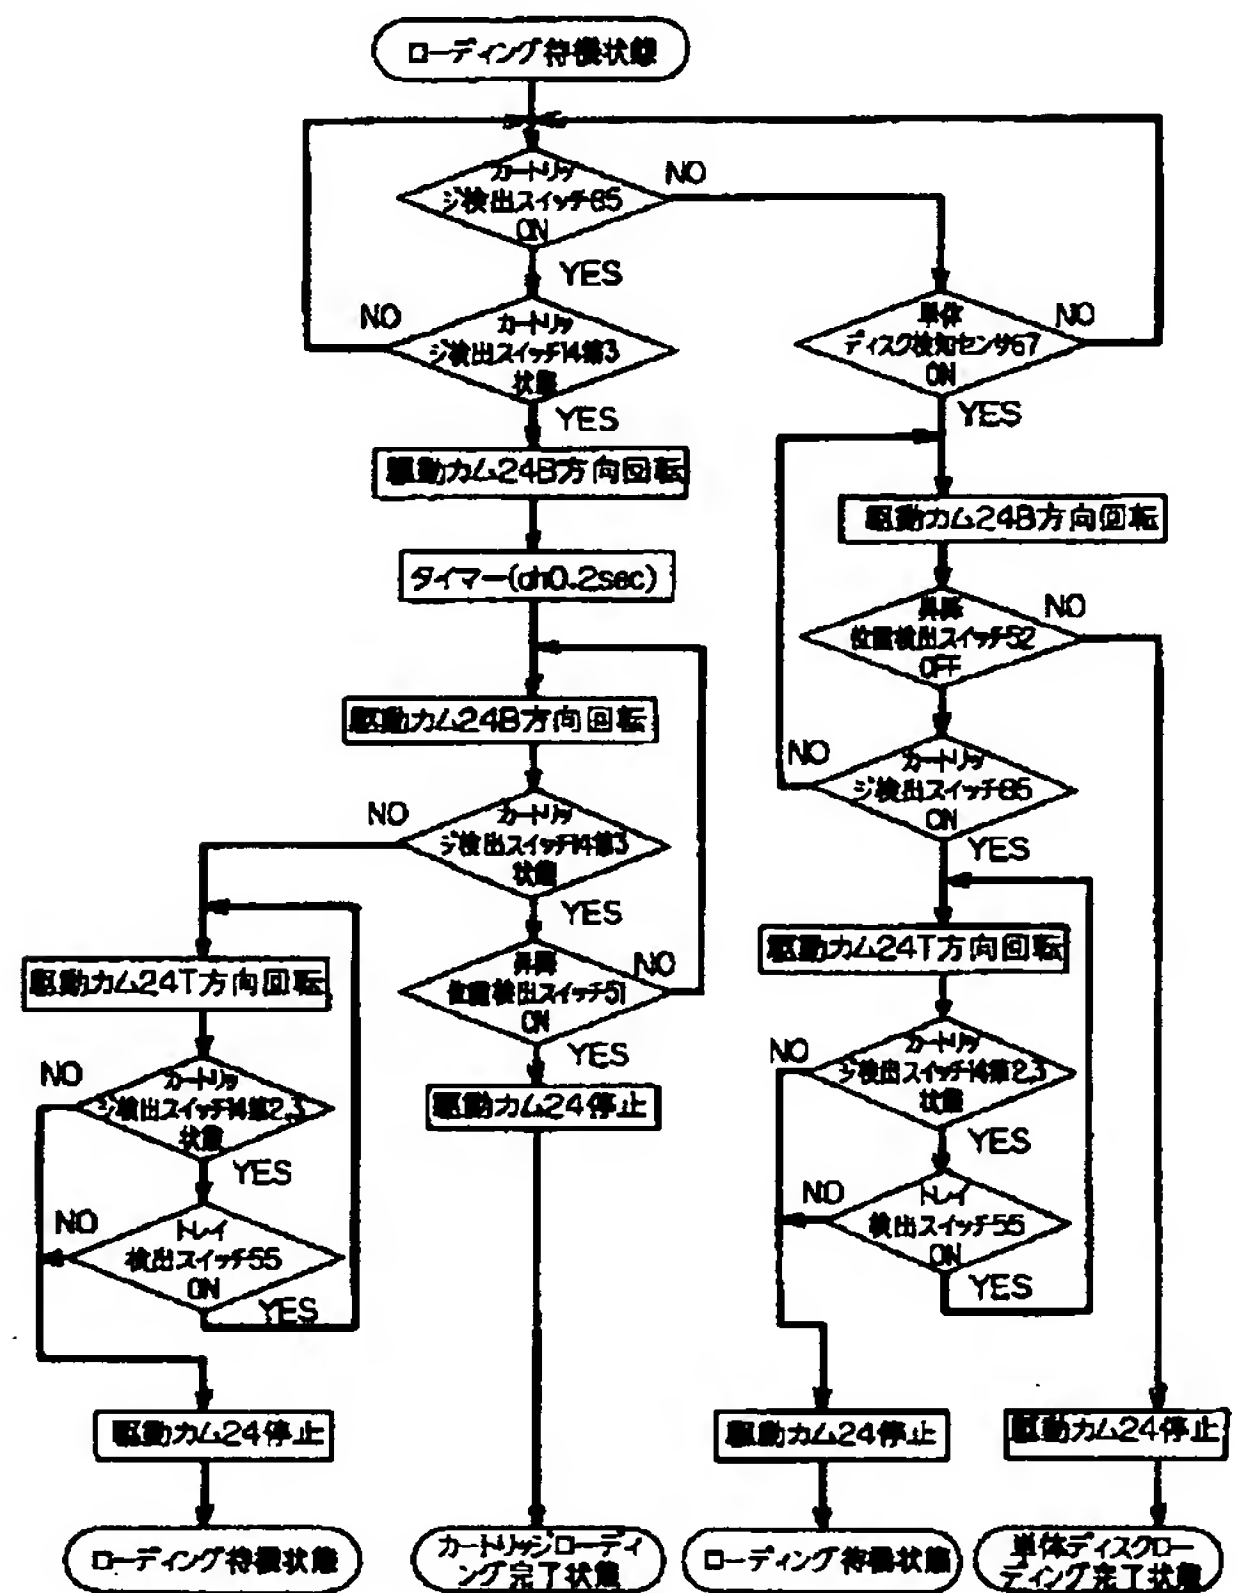 ローディング待機状態
カートリッ
ジ検出スイッチ65
ON
NO
YES
カートリッ
ジ検出スイッチ14第3
状態
NO
YES
単体
ディスク検知センサ67
ON
NO
YES
駆動カム24B方向回転
タイマー
0.2sec)
駆動カム24B方向回転
カートリッ
ジ検出スイッチ14第3
状態
NO
YES
昇降
位置検出スイッチ51
ON
NO
YES
駆動カム24停止
カートリッジローディ
ング完了状態
駆動カム24T方向回転
カートリッ
ジ検出スイッチ14第2,3
状態
NO
YES
トレイ
検出スイッチ55
ON
NO
YES
駆動カム24停止
ローディング待機状態
駆動カム24B方向回転
昇降
位置検出スイッチ52
OFF
NO
カートリッ
ジ検出スイッチ65
ON
NO
YES
駆動カム24T方向回転
カートリッ
ジ検出スイッチ14第2,3
状態
NO
YES
トレイ
検出スイッチ55
ON
NO
YES
駆動カム24停止
ローディング待機状態
駆動カム24停止
単体ディスクロー
ディング完了状態